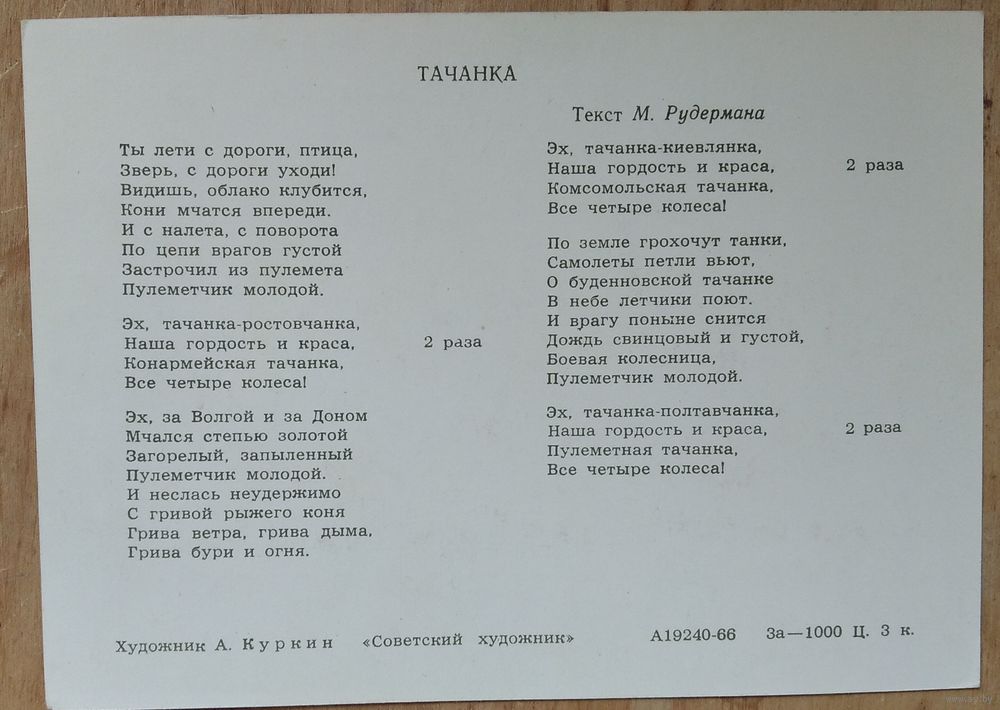 ТАЧАНКА
Текст М. Рудермана
Ты лети с дороги, птица,
Зверь, с дороги уходи!
Видишь, облако клубится,
Кони мчатся впереди.
И с налета, с поворота
По цепи врагов густой
Застрочил из пулемета
Пулеметчик молодой.
Эх, тачанка-ростовчанка,
Наша гордость и краса, 2 раза
Конармейская тачанка,
Все четыре колеса!
Эх, за Волгой и за Доном
Мчался степью золотой
Загорелый, запыленный
Пулеметчик молодой.
И неслась неудержимо
С гривой рыжего коня
Грива ветра, грива дыма,
Грива бури и огня.
Эх, тачанка-киевлянка,
Наша гордость и краса, 2 раза
Комсомольская тачанка,
Все четыре колеса!
По земле грохочут танки,
Самолеты петли вьют,
О буденновской тачанке
В небе летчики поют.
И врагу поныне снится
Дождь свинцовый и густой,
Боевая колесница,
Пулеметчик молодой.
Эх, тачанка-полтавчанка,
Наша гордость и краса, 2 раза
Пулеметная тачанка,
Все четыре колеса!
Художник А. Куркин «Советский художник» А19240-66 За—1000 Ц. 3 к.